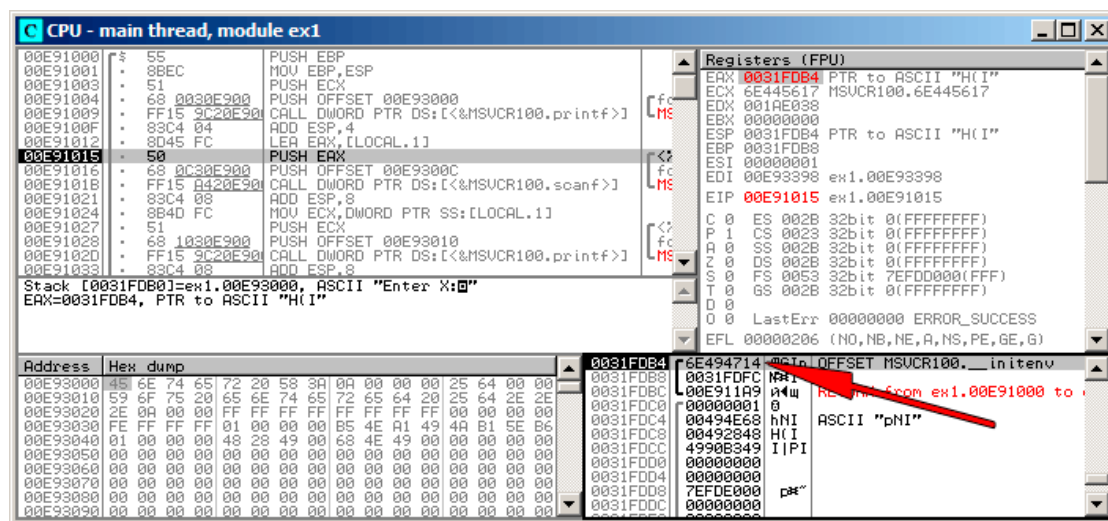 CPU - main thread, module ex1
00E91000 $ 55 PUSH EBP
00E91001 . 8BEC MOV EBP,ESP
00E91003 . 51 PUSH ECX
00E91004 . 68 0030E900 PUSH OFFSET 00E93000
00E91009 . FF15 9C20E900 CALL DWORD PTR DS:[<&MSVCR100.printf>]
00E9100F . 83C4 04 ADD ESP,4
00E91012 . 8D45 FC LEA EAX,[LOCAL.1]
00E91015 . 50 PUSH EAX
00E91016 . 68 0C30E900 PUSH OFFSET 00E9300C
00E9101B . FF15 A420E900 CALL DWORD PTR DS:[<&MSVCR100.scanf>]
00E91021 . 83C4 08 ADD ESP,8
00E91024 . 8B4D FC MOV ECX,DWORD PTR SS:[LOCAL.1]
00E91027 . 51 PUSH ECX
00E91028 . 68 1030E900 PUSH OFFSET 00E93010
00E9102D . FF15 9C20E900 CALL DWORD PTR DS:[<&MSVCR100.printf>]
00E91033 . 83C4 08 ADD ESP,8
Stack [0031FDB0]=ex1.00E93000, ASCII "Enter X:
EAX=0031FDB4, PTR to ASCII "H(I"
Registers (FPU)
EAX 0031FDB4 PTR to ASCII "H(I"
ECX 6E445617 MSVCR100.6E445617
EDX 001AE038
EBX 00000000
ESP 0031FDB4 PTR to ASCII "H(I"
EBP 0031FDB8
ESI 00000001
EDI 00E93398 ex1.00E93398
EIP 00E91015 ex1.00E91015
C 0 ES 002B 32bit 0(FFFFFFFF)
P 1 CS 0023 32bit 0(FFFFFFFF)
A 0 SS 002B 32bit 0(FFFFFFFF)
Z 0 DS 002B 32bit 0(FFFFFFFF)
S 0 FS 0053 32bit 7EFDD000(FFF)
T 0 GS 002B 32bit 0(FFFFFFFF)
D 0
O 0 LastErr 00000000 ERROR_SUCCESS
EFL 00000206 (NO,NB,NE,A,NS,PE,GE,G)
Address Hex dump
00E93000 45 6E 74 65 72 20 58 3A 0A 00 00 00 25 64 00 00
00E93010 59 6F 75 20 65 6E 74 65 72 65 64 20 25 64 2E 2E
00E93020 2E 0A 00 00 FF FF FF FF FF FF FF FF 00 00 00 00
00E93030 FE FF FF FF 01 00 00 00 B5 4E A1 49 4A B1 5E B6
00E93040 01 00 00 00 48 28 49 00 68 4E 49 00 00 00 00 00
00E93050 00 00 00 00 00 00 00 00 00 00 00 00 00 00 00 00
00E93060 00 00 00 00 00 00 00 00 00 00 00 00 00 00 00 00
00E93070 00 00 00 00 00 00 00 00 00 00 00 00 00 00 00 00
00E93080 00 00 00 00 00 00 00 00 00 00 00 00 00 00 00 00
00E93090 00 00 00 00 00 00 00 00 00 00 00 00 00 00 00 00
0031FDB4 6E494714 OFFSET MSVCR100.__initenv
0031FDB8 0031FDFC
0031FDBC 00E911A9 from ex1.00E91000 to
0031FDC0 00000001
0031FDC4 00494E68 hNI ASCII "pNI"
0031FDC8 00492848 H(I
0031FDCC 4990B349 I|PI
0031FDD0 00000000
0031FDD4 00000000
0031FDD8 7EFDE000
0031FDDC 00000000